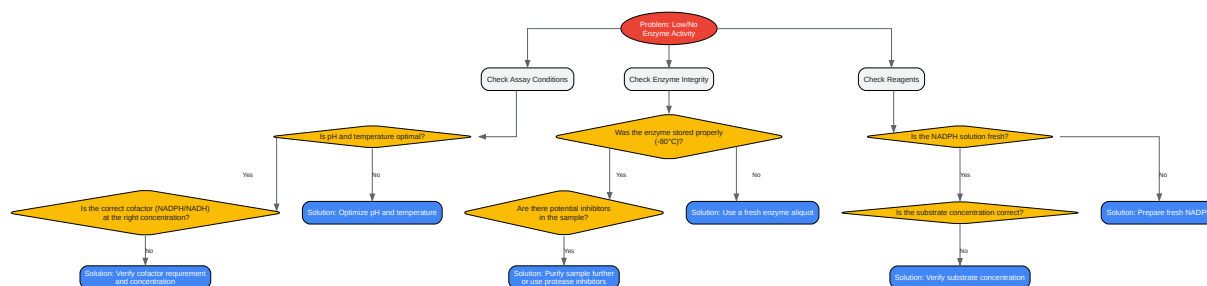 Problem: Low/No
Enzyme Activity
Check Assay Conditions
Check Enzyme Integrity
Check Reagents
Is pH and temperature optimal?
Was the enzyme stored properly
(-80°C)?
Is the NADPH solution fresh?
Yes
No
Yes
No
Yes
No
Is the correct cofactor (NADPH/NADH)
at the right concentration?
Solution: Optimize pH and temperature
Are there potential inhibitors
in the sample?
Solution: Use a fresh enzyme aliquot
Is the substrate concentration correct?
Solution: Prepare fresh NADP
No
Yes
No
Solution: Verify cofactor requirement
and concentration
Solution: Purify sample further
or use protease inhibitors
Solution: Verify substrate concentration